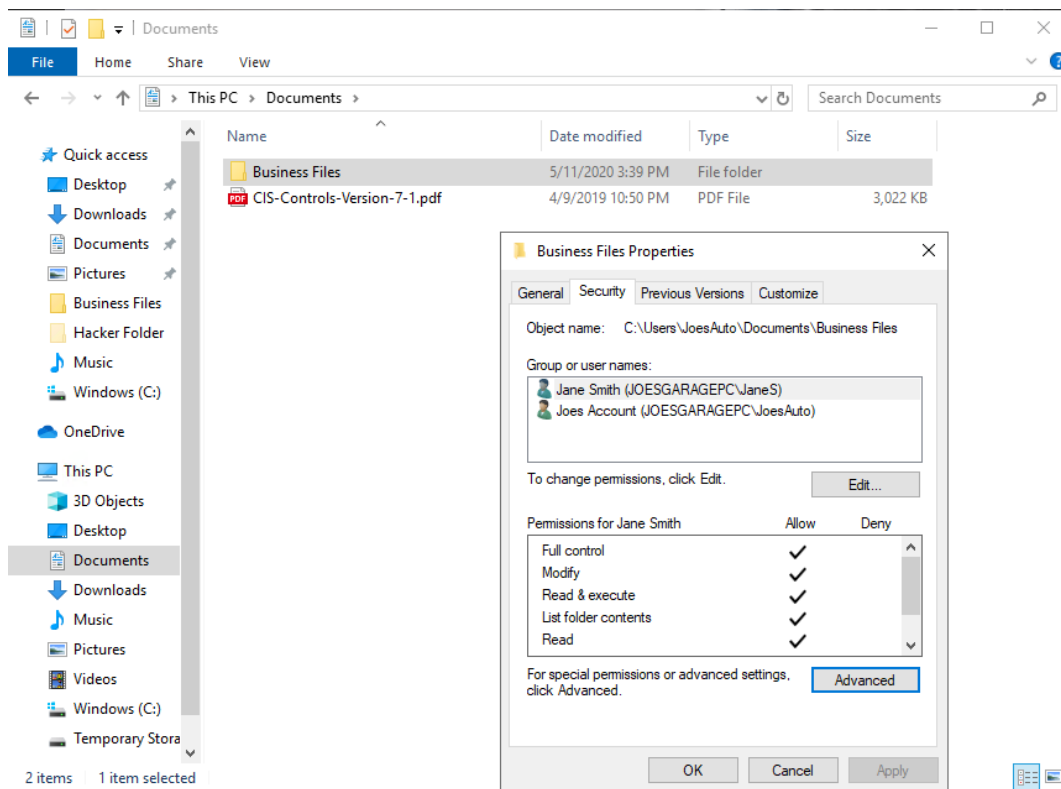 Documents
File Home Share View
This PC > Documents >
Search Documents
Name Date modified Type Size
Quick access
Desktop
Downloads
Documents
Pictures
Business Files
Hacker Folder
Music
Windows (C:)
OneDrive
This PC
3D Objects
Desktop
Documents
Downloads
Music
Pictures
Videos
Windows (C:)
Temporary Stora
Business Files 5/11/2020 3:39 PM File folder
PDF CIS-Controls-Version-7-1.pdf 4/9/2019 10:50 PM PDF File 3,022 KB
Business Files Properties
General Security Previous Versions Customize
Object name: C:\Users\JoesAuto\Documents\Business Files
Group or user names:
Jane Smith (JOESGARAGEPC\JaneS)
Joes Account (JOESGARAGEPC\JoesAuto)
To change permissions, click Edit.
Edit...
Permissions for Jane Smith Allow Deny
Full control
Modify
Read & execute
List folder contents
Read
For special permissions or advanced settings,
click Advanced.
Advanced
OK Cancel Apply
2 items 1 item selected